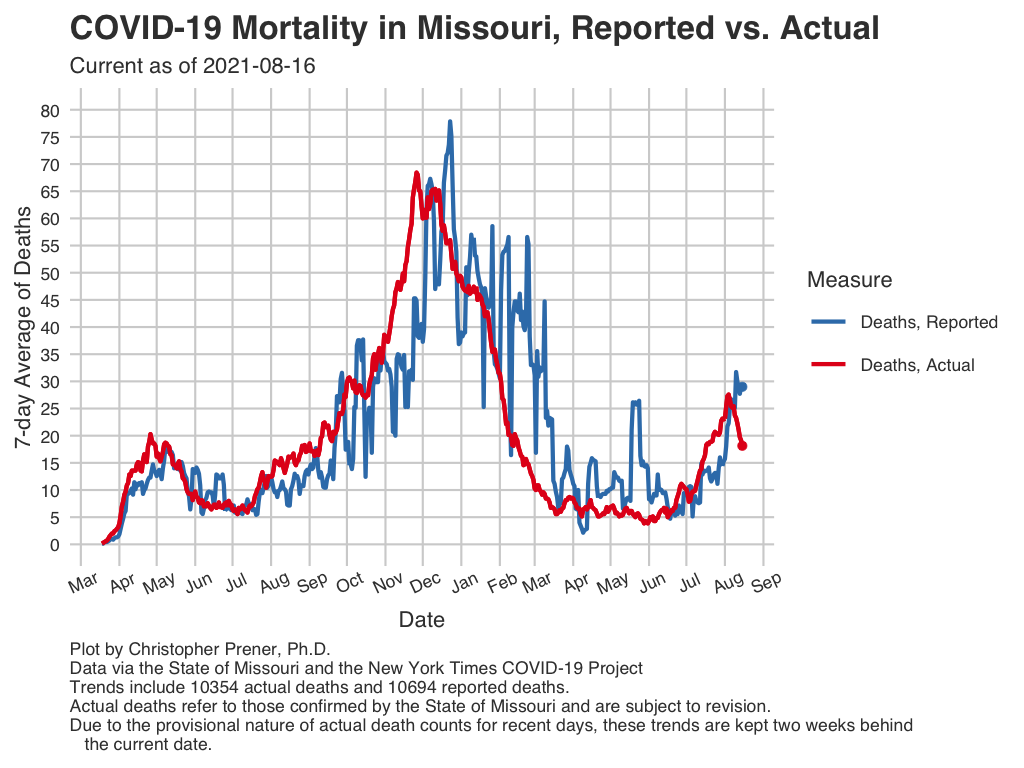 COVID-19 Mortality in Missouri, Reported vs. Actual
Current as of 2021-08-16
80
75
70
65
60
55
50
45
40
35
30
25
20
15
10
5
0
7-day Average of Deaths
Mar Apr May Jun Jul Aug Sep Oct Nov Dec Jan Feb Mar Apr May Jun Jul Aug Sep
Date
Measure
Deaths, Reported
Deaths, Actual
Plot by Christopher Prener, Ph.D.
Data via the State of Missouri and the New York Times COVID-19 Project
Trends include 10354 actual deaths and 10694 reported deaths.
Actual deaths refer to those confirmed by the State of Missouri and are subject to revision.
Due to the provisional nature of actual death counts for recent days, these trends are kept two weeks behind
the current date.